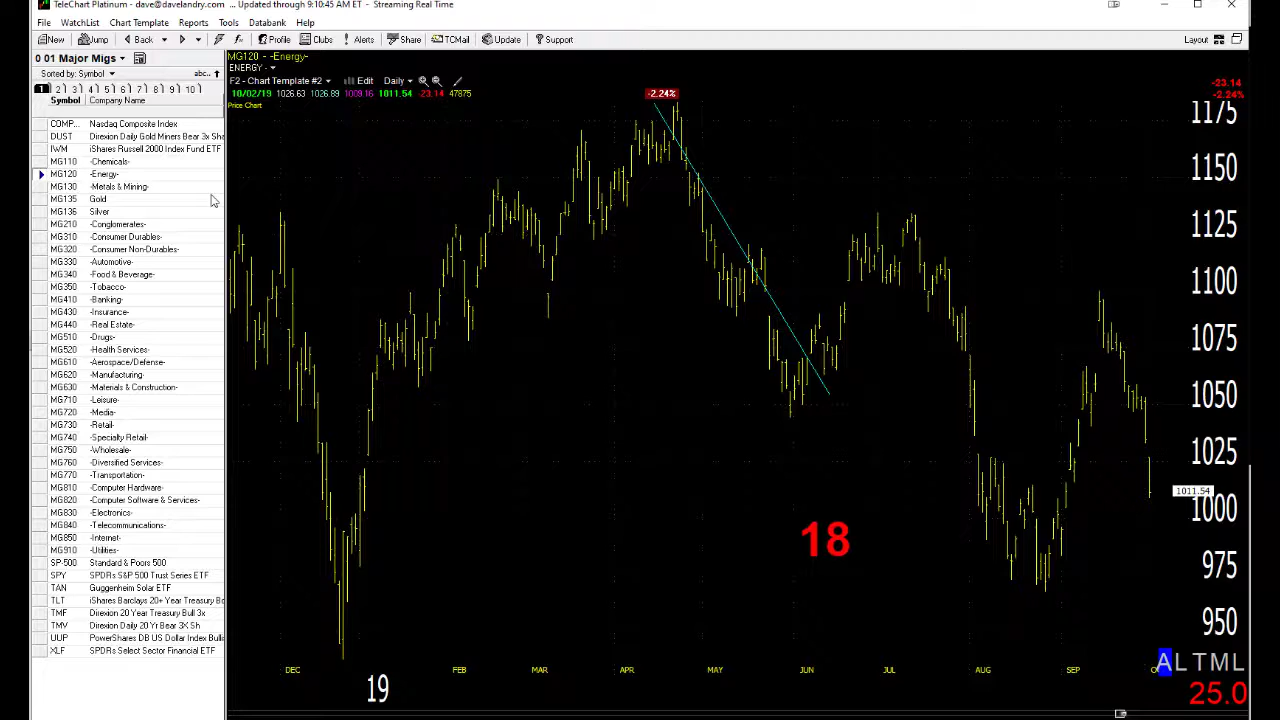 TeleChart Platinum - dave@davelandry.com ... Updated through 9:10:45 AM ET - Streaming Real Time
File WatchList Chart Template Reports Tools Databank Help
New Jump Back Profile Clubs Alerts Share TCMail Update Support Layout
0 01 Major Migs
Sorted by: Symbol abc..
1 2 3 4 5 6 7 8 9 10
Symbol Company Name
COMP... Nasdaq Composite Index
DUST Direxion Daily Gold Miners Bear 3x Sha
IWM iShares Russell 2000 Index Fund ETF
MG110 -Chemicals-
MG120 -Energy-
MG130 -Metals & Mining-
MG135 Gold
MG136 Silver
MG210 -Conglomerates-
MG310 -Consumer Durables-
MG320 -Consumer Non-Durables-
MG330 -Automotive-
MG340 -Food & Beverage-
MG350 -Tobacco-
MG410 -Banking-
MG430 -Insurance-
MG440 -Real Estate-
MG510 -Drugs-
MG520 -Health Services-
MG610 -Aerospace/Defense-
MG620 -Manufacturing-
MG630 -Materials & Construction-
MG710 -Leisure-
MG720 -Media-
MG730 -Retail-
MG740 -Specialty Retail-
MG750 -Wholesale-
MG760 -Diversified Services-
MG770 -Transportation-
MG810 -Computer Hardware-
MG820 -Computer Software & Services-
MG830 -Electronics-
MG840 -Telecommunications-
MG850 -Internet-
MG910 -Utilities-
SP-500 Standard & Poors 500
SPY SPDRs S&P 500 Trust Series ETF
TAN Guggenheim Solar ETF
TLT iShares Barclays 20+ Year Treasury Bo
TMF Direxion 20 Year Treasury Bull 3x
TMV Direxion Daily 20 Yr Bear 3X Sh
UUP PowerShares DB US Dollar Index Bulla
XLF SPDRs Select Sector Financial ETF
MG120 - -Energy-
ENERGY -
F2 - Chart Template #2 Edit Daily
10/02/19 1026.63 1026.89 1009.16 1011.54 -23.14 47875
Price Chart
-2.24%
-23.14
-2.24%
1175
1150
1125
1100
1075
1050
1025
1011.54
1000
975
950
18
DEC FEB MAR APR MAY JUN JUL AUG SEP
19
ALTML
25.0